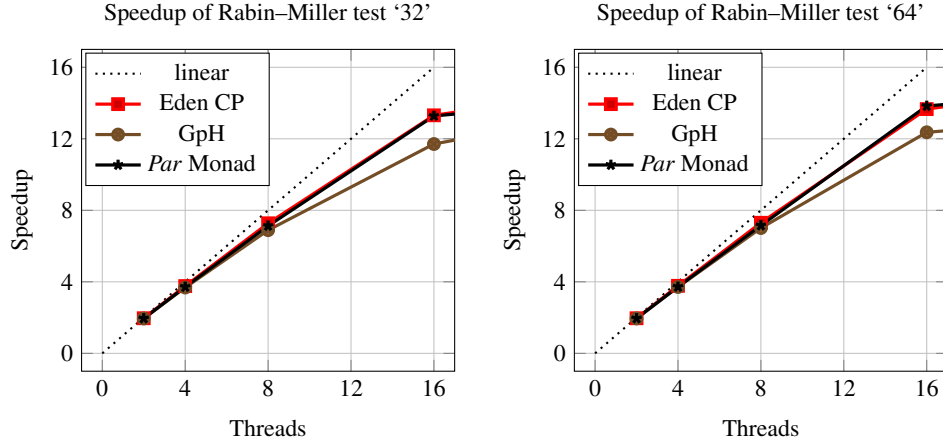 Speedup of Rabin–Miller test ‘32’
16
12
8
4
0
Speedup
linear
Eden CP
GpH
Par Monad
0 4 8 12 16
Threads
Speedup of Rabin–Miller test ‘64’
16
12
8
4
0
Speedup
linear
Eden CP
GpH
Par Monad
0 4 8 12 16
Threads